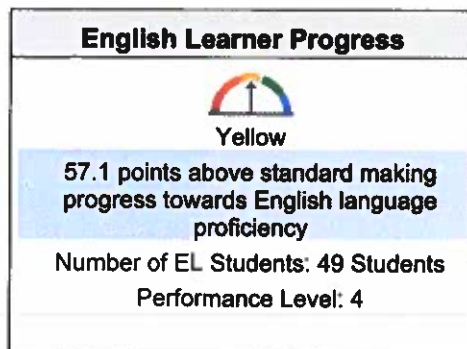 English Learner Progress
Yellow
57.1 points above standard making
progress towards English language
proficiency
Number of EL Students: 49 Students
Performance Level: 4